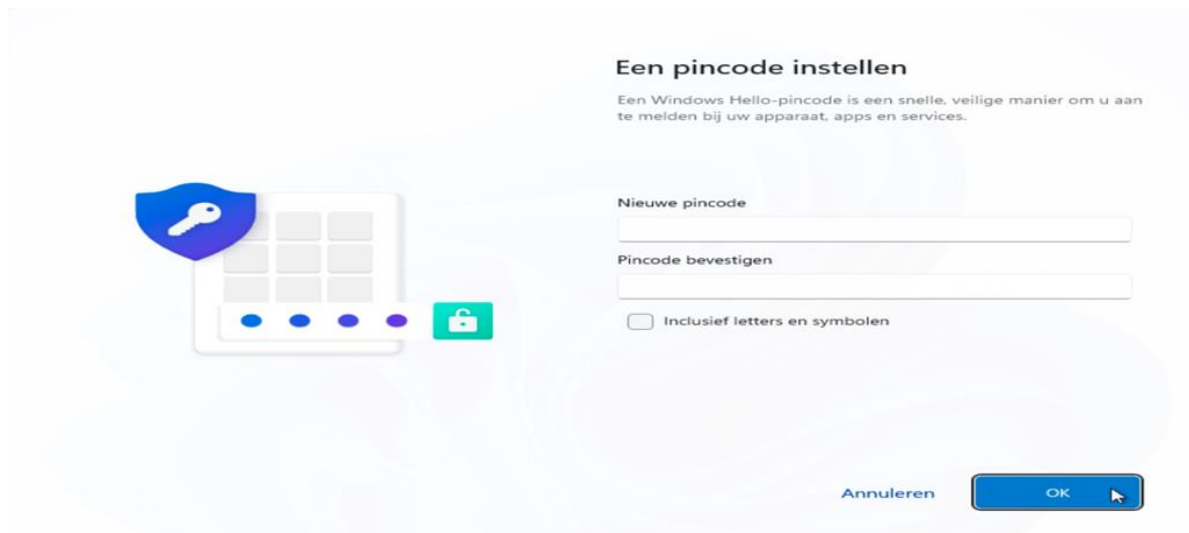 Een pincode instellen
Een Windows Hello-pincode is een snelle, veilige manier om u aan
te melden bij uw apparaat, apps en services.
Nieuwe pincode
Pincode bevestigen
Inclusief letters en symbolen
Annuleren
OK